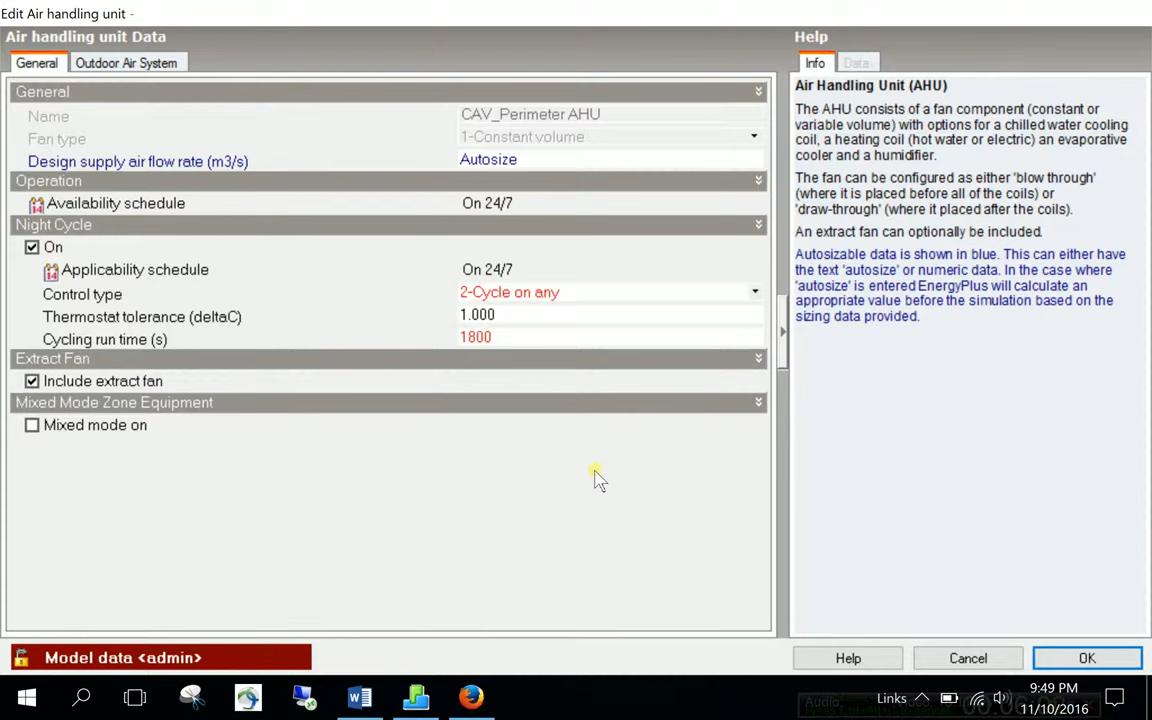 Edit Air handling unit -
Air handling unit Data
General
Outdoor Air System
General
Name
CAV_Perimeter AHU
Fan type
1-Constant volume
Design supply air flow rate (m3/s)
Autosize
Operation
14
Availability schedule
On 24/7
Night Cycle
On
14
Applicability schedule
On 24/7
Control type
2-Cycle on any
Thermostat tolerance (deltaC)
1.000
Cycling run time (s)
1800
Extract Fan
Include extract fan
Mixed Mode Zone Equipment
Mixed mode on
Model data <admin>
Help
Info
Data
Air Handling Unit (AHU)
The AHU consists of a fan component (constant or
variable volume) with options for a chilled water cooling
coil, a heating coil (hot water or electric) an evaporative
cooler and a humidifier.
The fan can be configured as either 'blow through'
(where it is placed before all of the coils) or
'draw-through' (where it placed after the coils).
An extract fan can optionally be included.
Autosizable data is shown in blue. This can either have
the text 'autosize' or numeric data. In the case where
'autosize' is entered EnergyPlus will calculate an
appropriate value before the simulation based on the
sizing data provided.
Help
Cancel
OK
Links
9:49 PM
11/10/2016
Audio